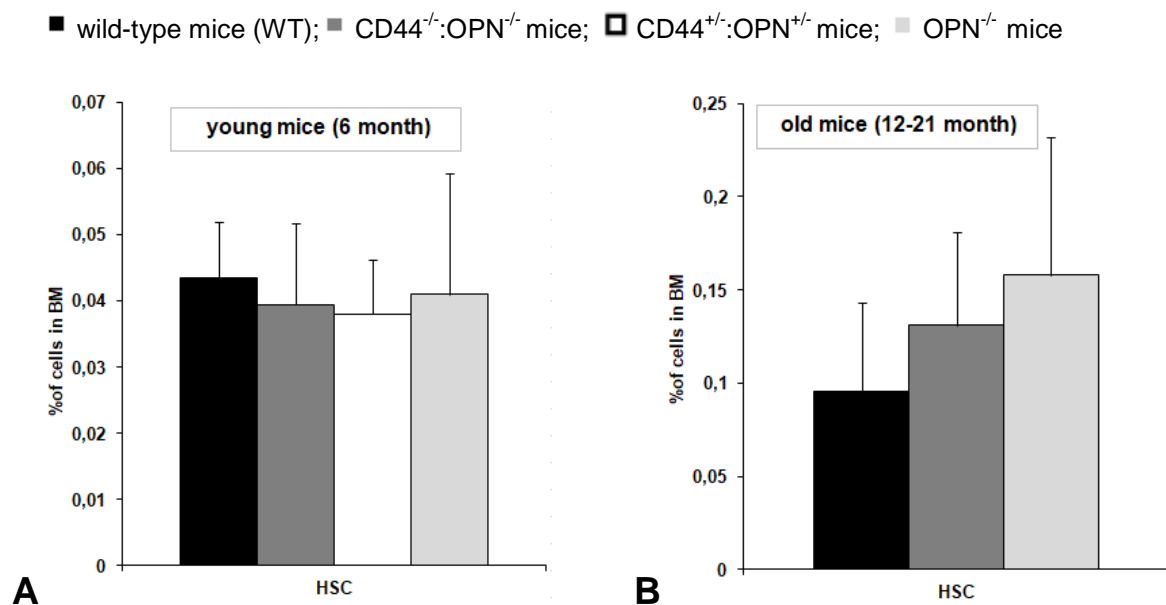 wild-type mice (WT); CD44-/-:OPN-/- mice; CD44+/-:OPN+/- mice; OPN-/- mice
young mice (6 month)
%of cells in BM
0,07
0,06
0,05
0,04
0,03
0,02
0,01
0
HSC
A
old mice (12-21 month)
%of cells in BM
0,25
0,2
0,15
0,1
0,05
0
HSC
B